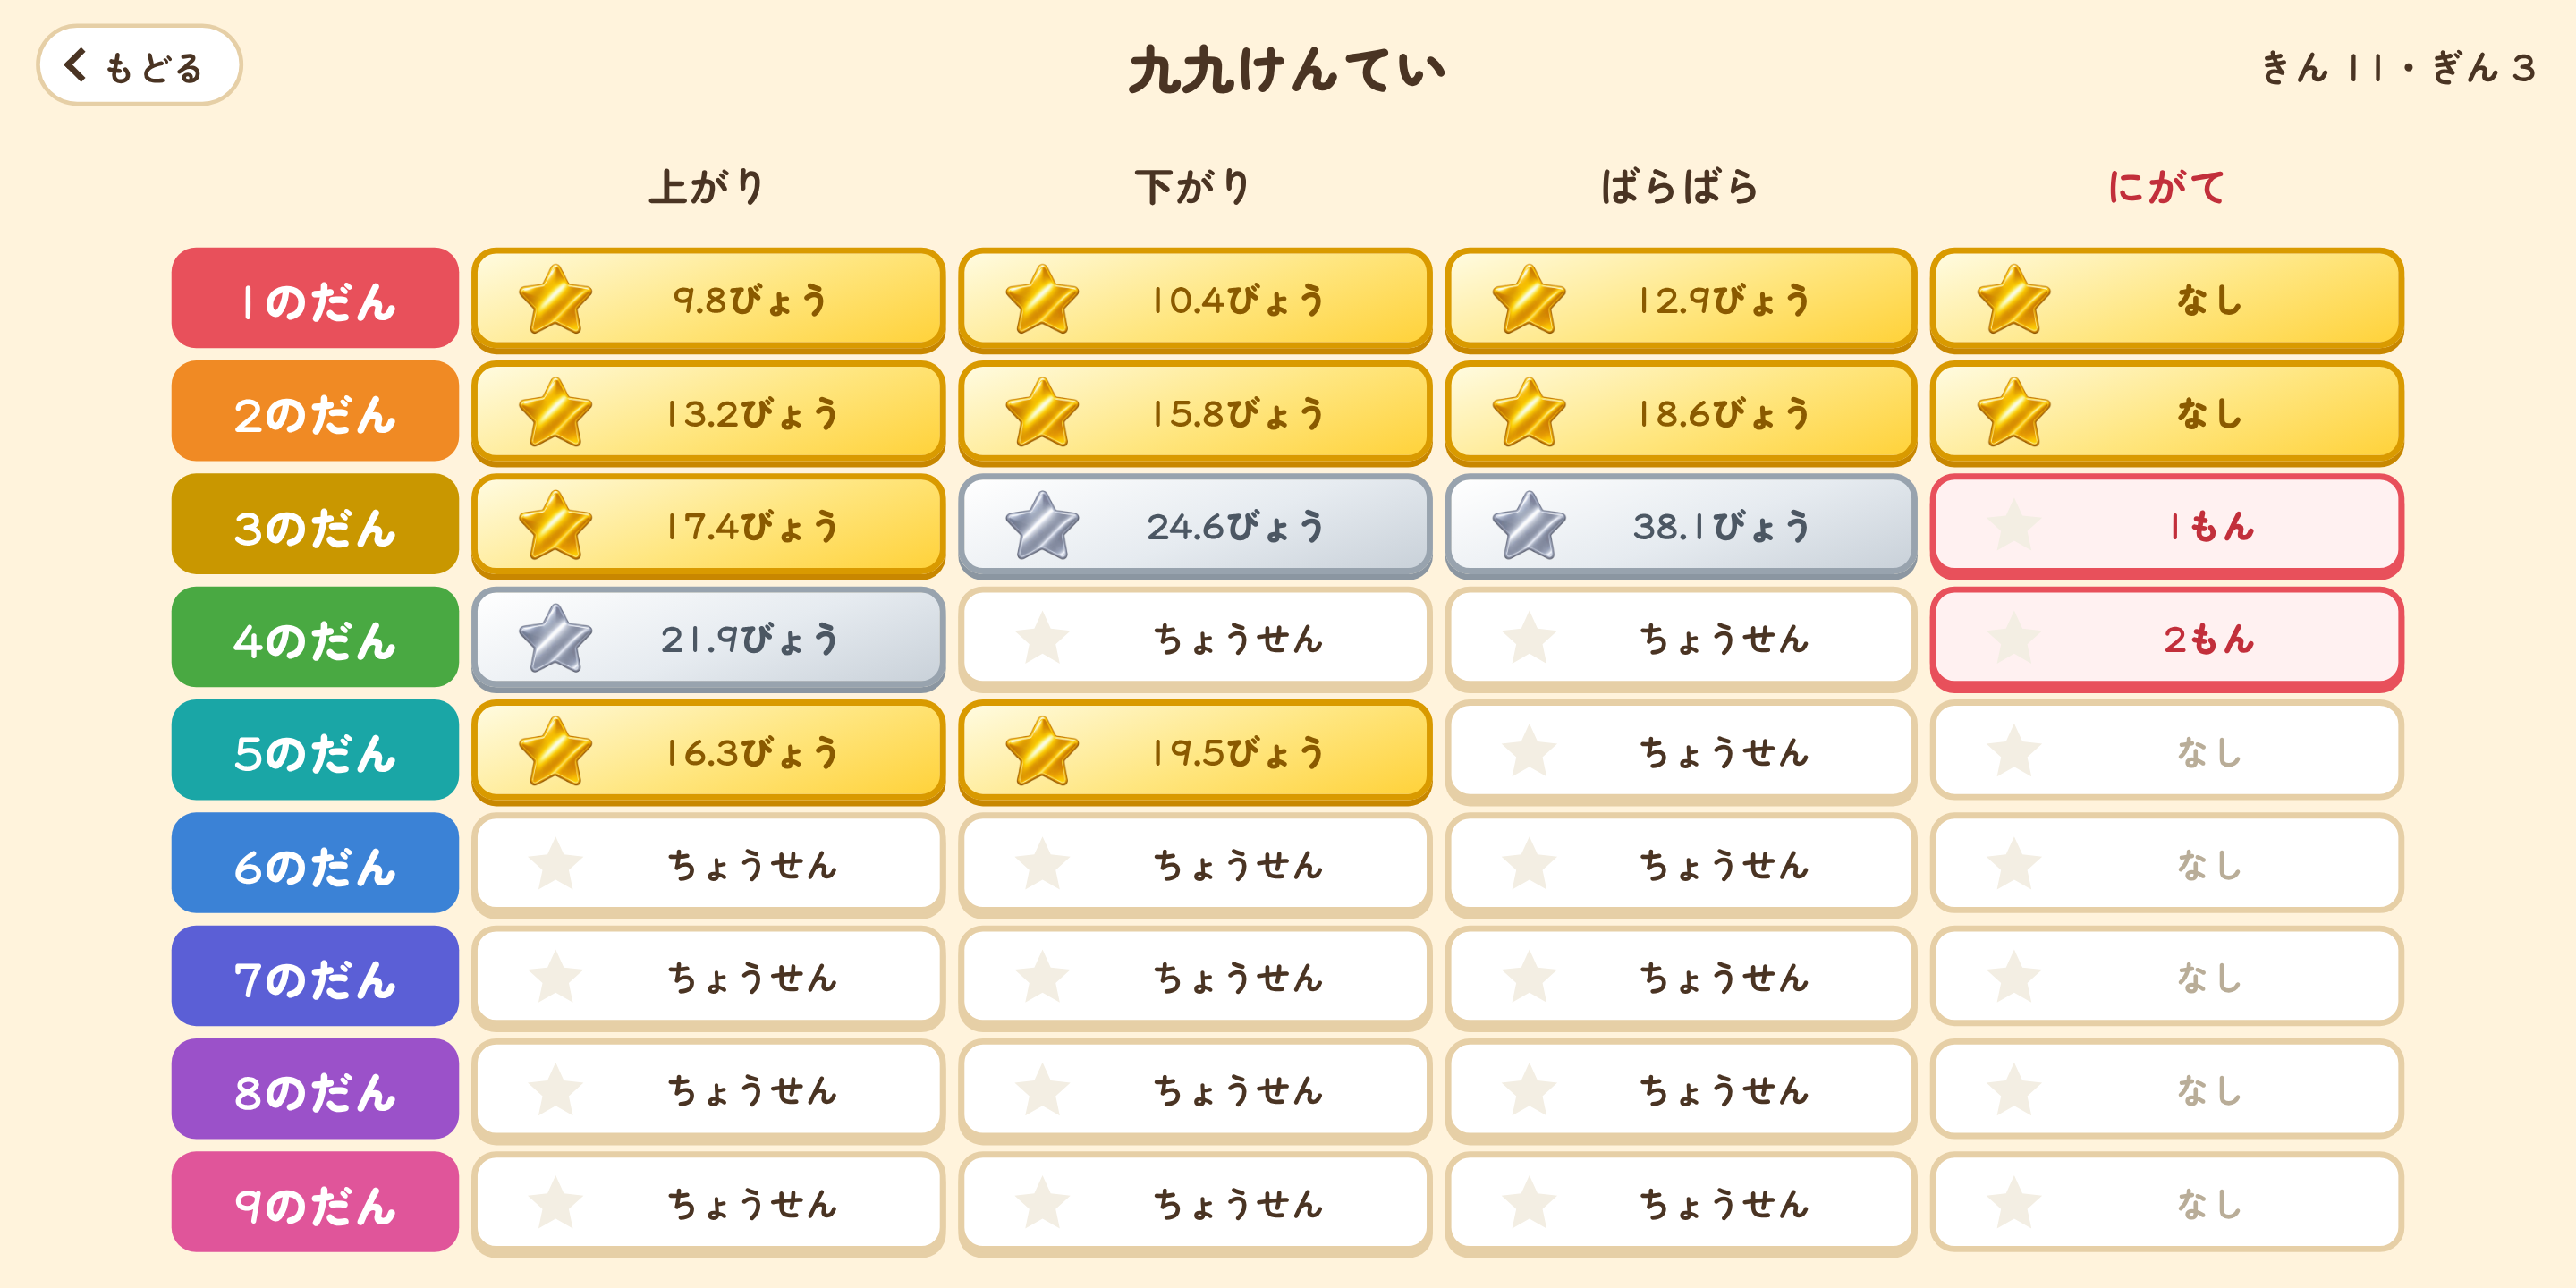 もどる
九九けんてい
きん 11・ぎん 3
上がり 下がり ばらばら にがて
1のだん 9.8びょう 10.4びょう 12.9びょう なし
2のだん 13.2びょう 15.8びょう 18.6びょう なし
3のだん 17.4びょう 24.6びょう 38.1びょう 1もん
4のだん 21.9びょう ちょうせん ちょうせん 2もん
5のだん 16.3びょう 19.5びょう ちょうせん なし
6のだん ちょうせん ちょうせん ちょうせん なし
7のだん ちょうせん ちょうせん ちょうせん なし
8のだん ちょうせん ちょうせん ちょうせん なし
9のだん ちょうせん ちょうせん ちょうせん なし